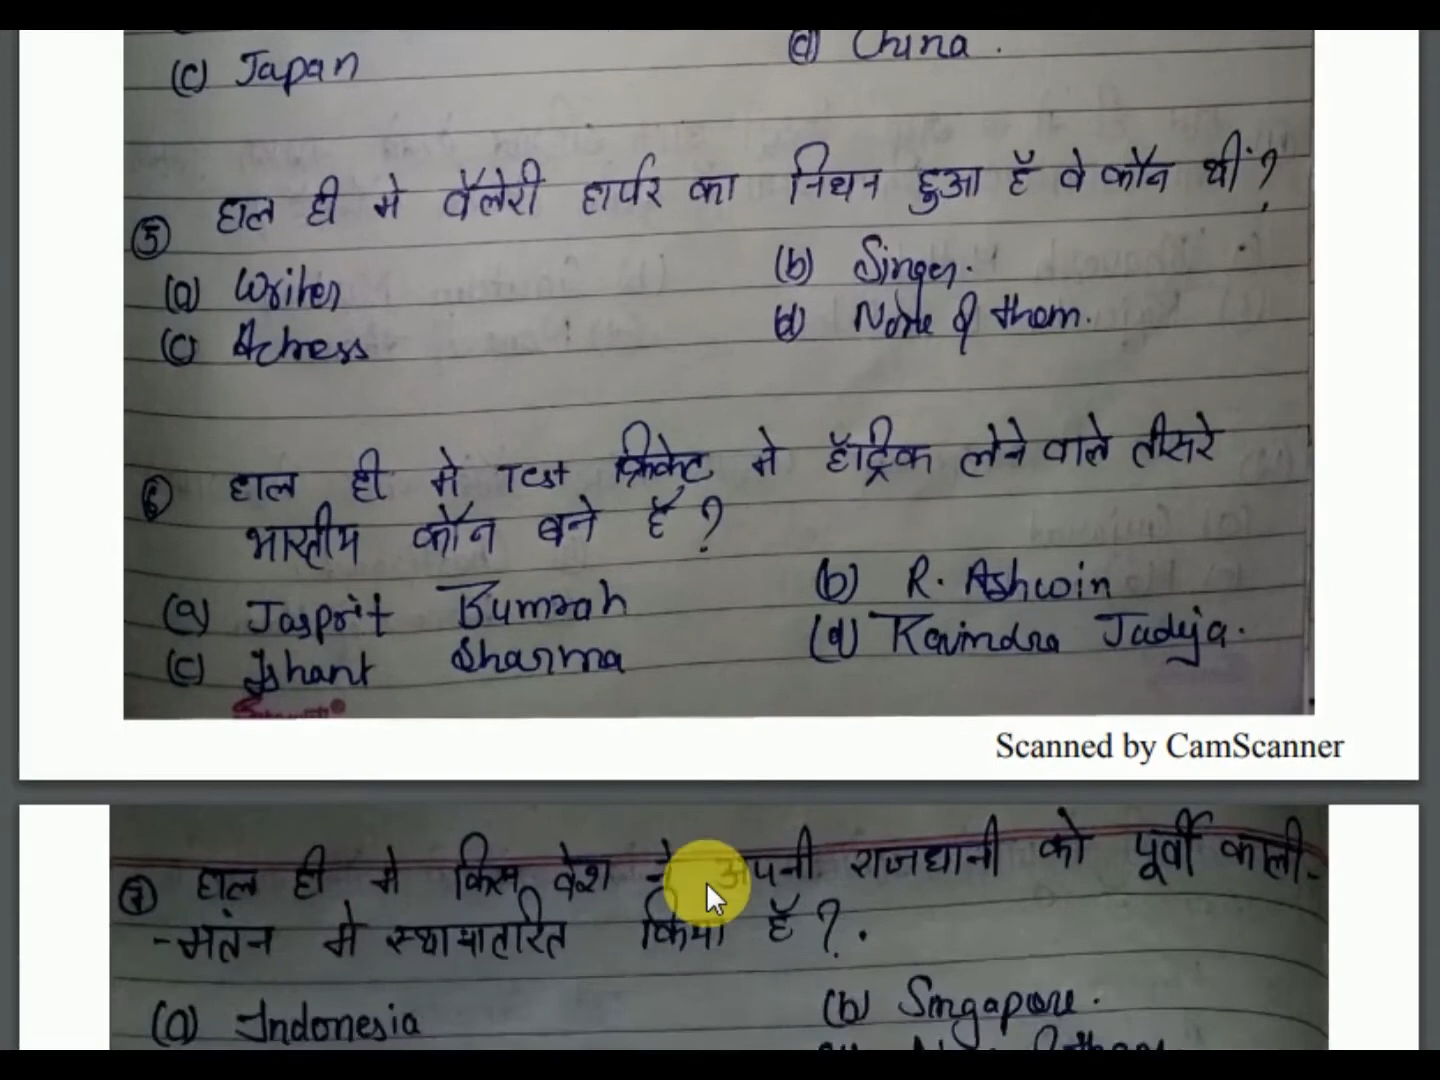 (c) Japan (d) China .
5 हाल ही मे वॅलेरी हार्पर का निधन हुआ हॅ वे कौन थीं ?
(a) Writer (b) Singer.
(c) Actress (d) None of them.
6 हाल ही मे Test क्रिकेट मे हॅट्रिक लेने वाले तीसरे
भारतीय कौन बने हॅ ?
(a) Jasprit Bumrah (b) R. Ashwin
(c) Ishant Sharma (d) Ravindra Jadeja.
Scanned by CamScanner
7 हाल ही मे किस देश ने अपनी राजधानी को पूर्वी काली-
-मंतन मे किया हॅ ?.
(a) Indonesia (b) Singapore.